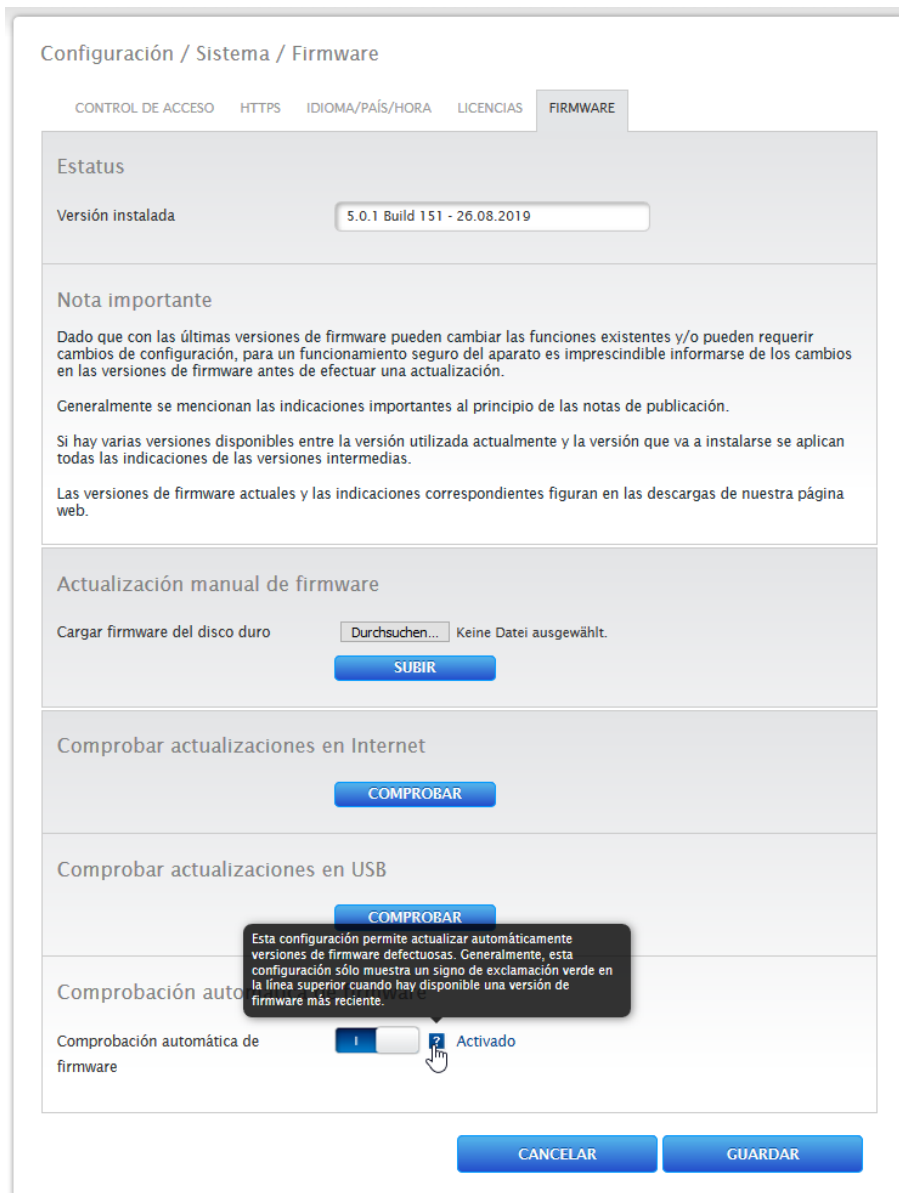 Configuración / Sistema / Firmware
CONTROL DE ACCESO HTTPS IDIOMA/PAÍS/HORA LICENCIAS FIRMWARE
Estatus
Versión instalada 5.0.1 Build 151 - 26.08.2019
Nota importante
Dado que con las últimas versiones de firmware pueden cambiar las funciones existentes y/o pueden requerir
cambios de configuración, para un funcionamiento seguro del aparato es imprescindible informarse de los cambios
en las versiones de firmware antes de efectuar una actualización.
Generalmente se mencionan las indicaciones importantes al principio de las notas de publicación.
Si hay varias versiones disponibles entre la versión utilizada actualmente y la versión que va a instalarse se aplican
todas las indicaciones de las versiones intermedias.
Las versiones de firmware actuales y las indicaciones correspondientes figuran en las descargas de nuestra página
web.
Actualización manual de firmware
Cargar firmware del disco duro Durchsuchen... Keine Datei ausgewählt.
SUBIR
Comprobar actualizaciones en Internet
COMPROBAR
Comprobar actualizaciones en USB
COMPROBAR
Esta configuración permite actualizar automáticamente
versiones de firmware defectuosas. Generalmente, esta
configuración sólo muestra un signo de exclamación verde en
la línea superior cuando hay disponible una versión de
firmware más reciente.
Comprobación automática de firmware
Comprobación automática de I ? Activado
firmware
CANCELAR GUARDAR